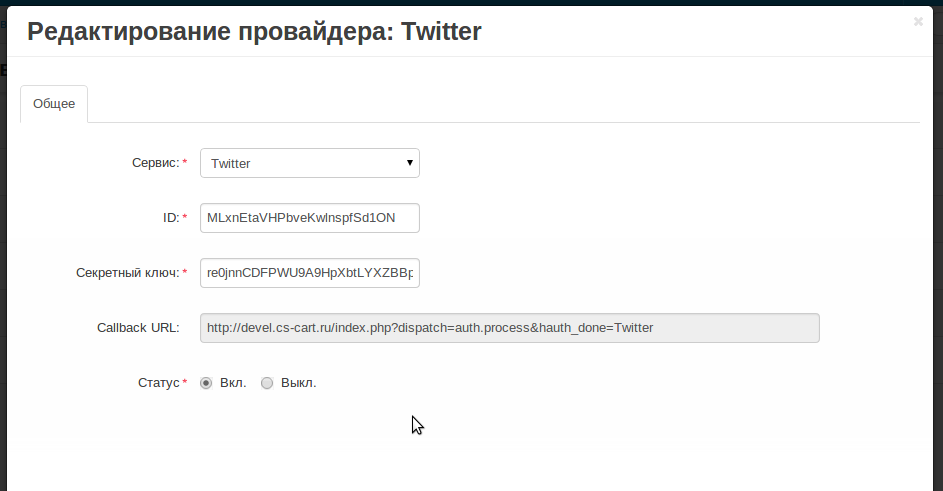 Редактирование провайдера: Twitter
×
Общее
Сервис:* Twitter
ID:* MLxnEtaVHPbveKwlnspfSd1ON
Секретный ключ:* re0jnnCDFPWU9A9HpXbtLYXZBBp
Callback URL: http://devel.cs-cart.ru/index.php?dispatch=auth.process&hauth_done=Twitter
Статус* Вкл. Выкл.